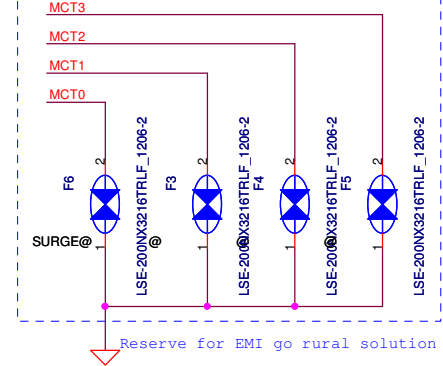 MCT3
MCT2
MCT1
MCT0
2
2
2
2
F6
LSE-200NX3216TRLF_1206-2
F3
LSE-200NX3216TRLF_1206-2
F4
LSE-200NX3216TRLF_1206-2
F5
LSE-200NX3216TRLF_1206-2
SURGE@
@
@
@
1
1
1
1
Reserve for EMI go rural solution